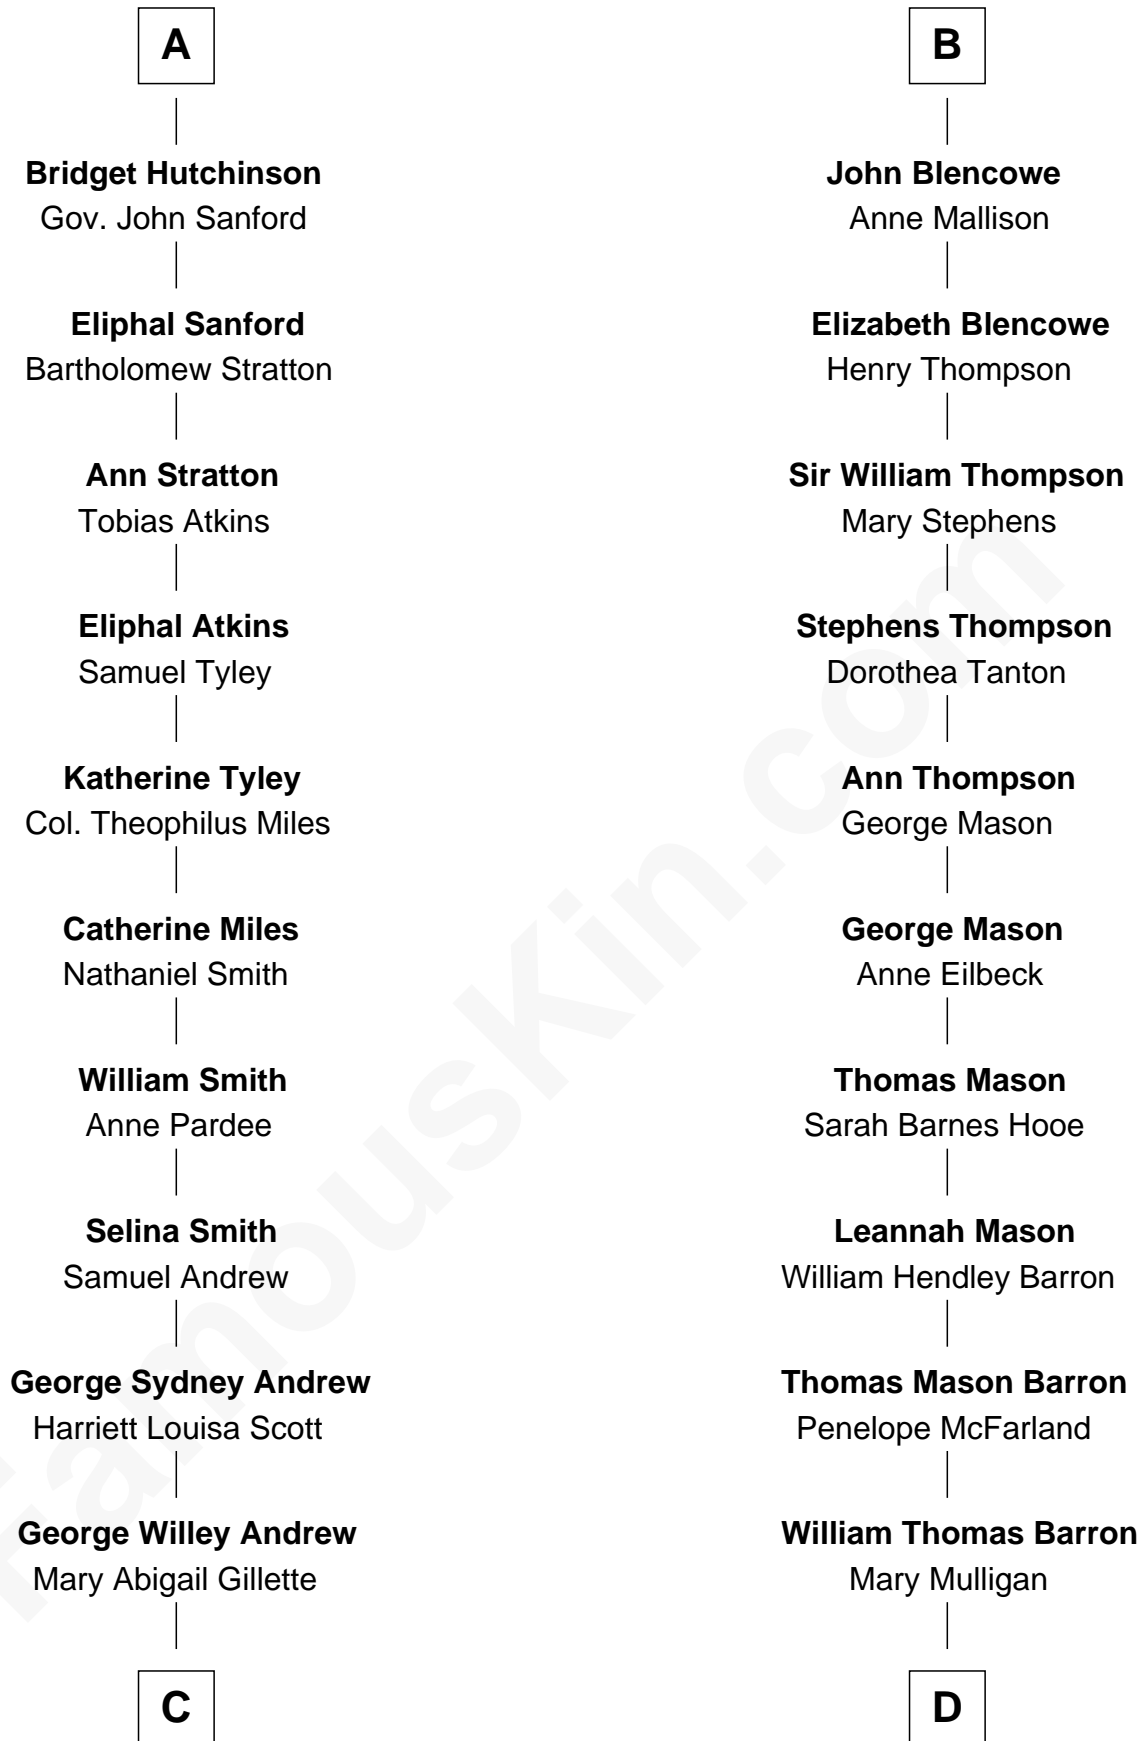 A
Bridget Hutchinson
Gov. John Sanford
Eliphal Sanford
Bartholomew Stratton
Ann Stratton
Tobias Atkins
Eliphal Atkins
Samuel Tyley
Katherine Tyley
Col. Theophilus Miles
Catherine Miles
Nathaniel Smith
William Smith
Anne Pardee
Selina Smith
Samuel Andrew
George Sydney Andrew
Harriett Louisa Scott
George Willey Andrew
Mary Abigail Gillette
C
B
John Blencowe
Anne Mallison
Elizabeth Blencowe
Henry Thompson
Sir William Thompson
Mary Stephens
Stephens Thompson
Dorothea Tanton
Ann Thompson
George Mason
George Mason
Anne Eilbeck
Thomas Mason
Sarah Barnes Hooe
Leannah Mason
William Hendley Barron
Thomas Mason Barron
Penelope McFarland
William Thomas Barron
Mary Mulligan
D
FamousKin.com